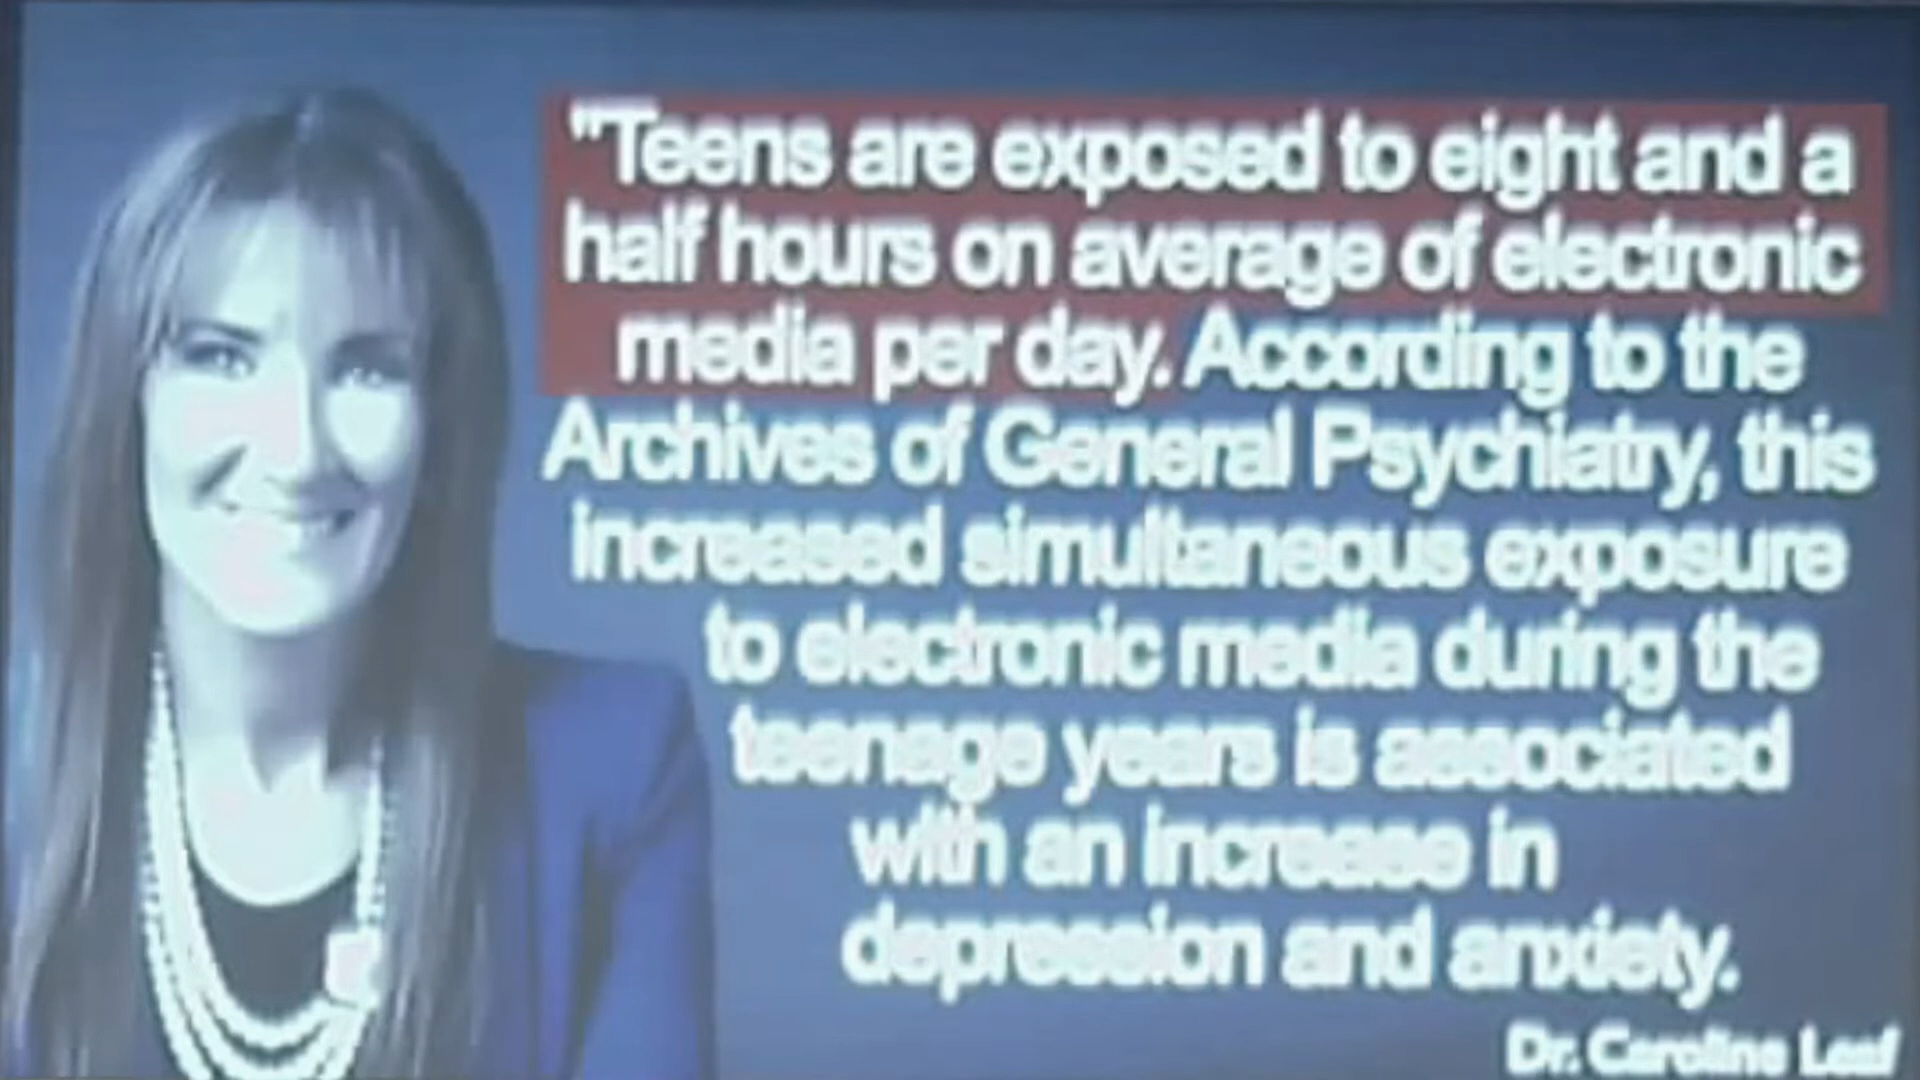 "Teens are exposed to eight and a
half hours on average of electronic
media per day. According to the
Archives of General Psychiatry, this
increased simultaneous exposure
to electronic media during the
teenage years is associated
with an increase in
depression and anxiety.
Dr. Caroline Leaf